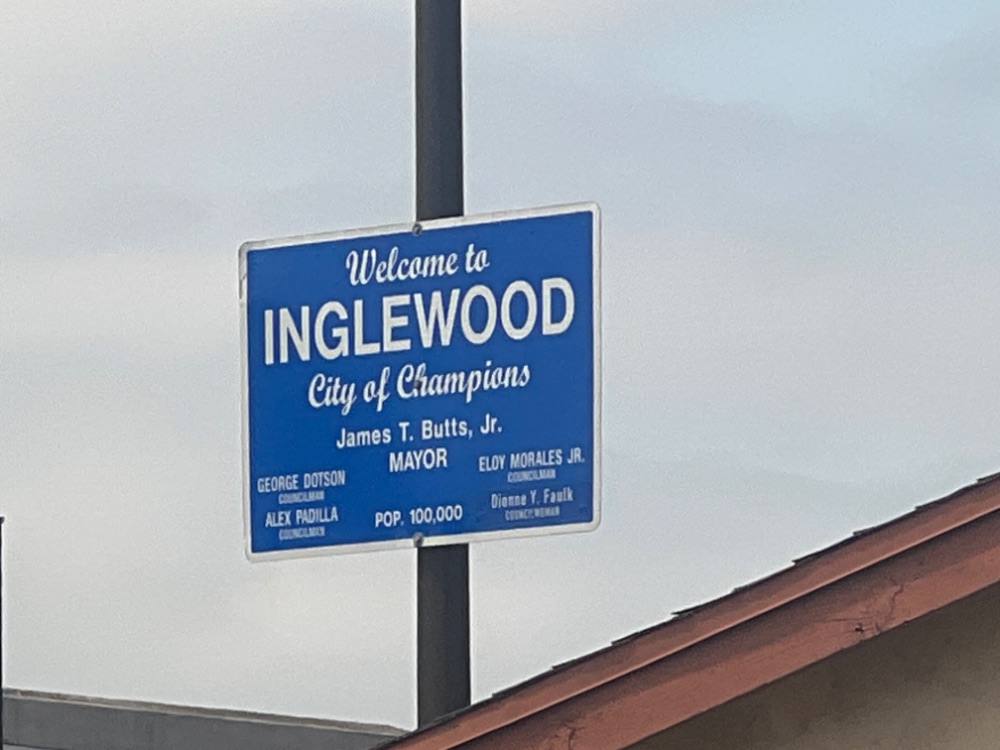 Welcome to
INGLEWOOD
City of Champions
James T. Butts, Jr.
MAYOR
GEORGE DOTSON
COUNCILMAN
ALEX PADILLA
COUNCILMAN
POP. 100,000
ELOY MORALES JR.
COUNCILMAN
Dionne Y. Faulk
COUNCILWOMAN